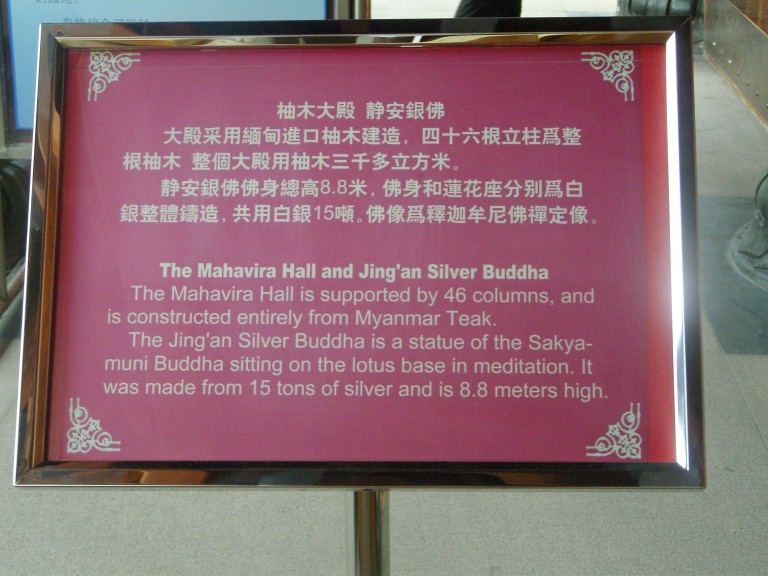 柚木大殿 静安銀佛
大殿采用緬甸進口柚木建造，四十六根立柱爲整
根柚木 整個大殿用柚木三千多立方米。
静安銀佛佛身總高8.8米，佛身和蓮花座分别爲白
銀整體鑄造，共用白銀15噸。佛像爲釋迦牟尼佛禪定像。
The Mahavira Hall and Jing'an Silver Buddha
The Mahavira Hall is supported by 46 columns, and
is constructed entirely from Myanmar Teak.
The Jing'an Silver Buddha is a statue of the Sakya-
muni Buddha sitting on the lotus base in meditation. It
was made from 15 tons of silver and is 8.8 meters high.